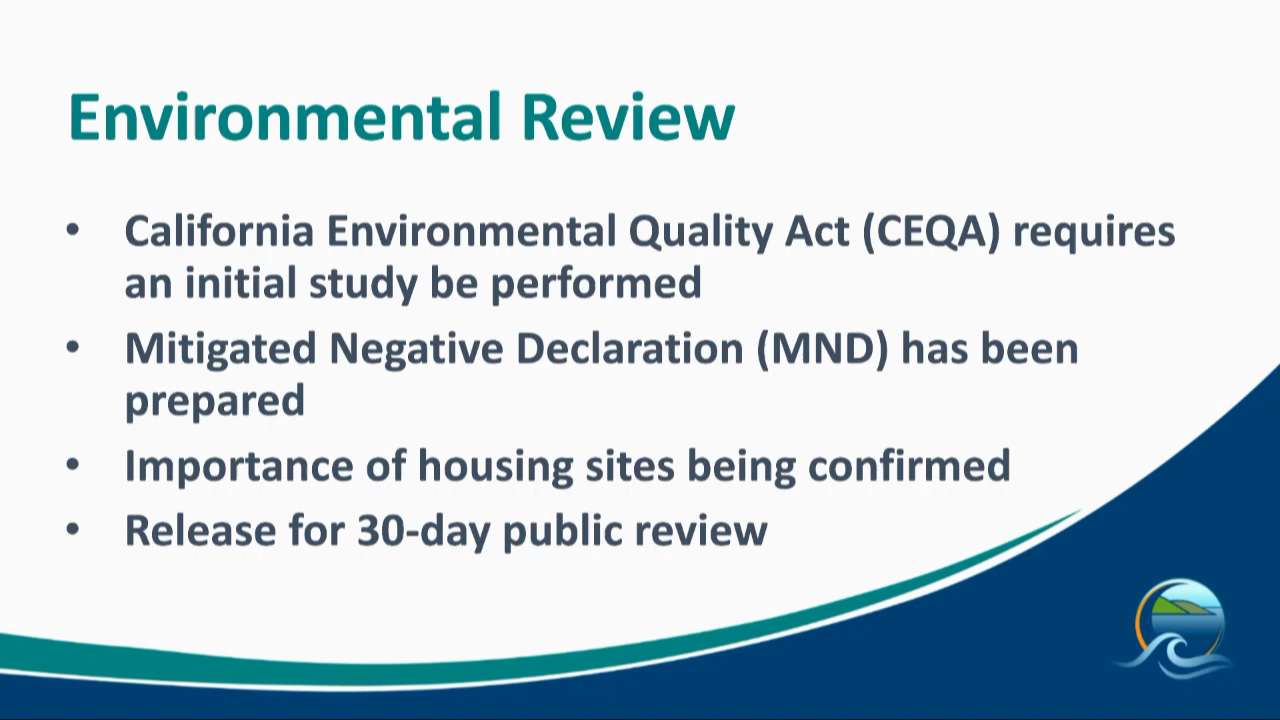 Environmental Review
• California Environmental Quality Act (CEQA) requires
an initial study be performed
• Mitigated Negative Declaration (MND) has been
prepared
• Importance of housing sites being confirmed
• Release for 30-day public review